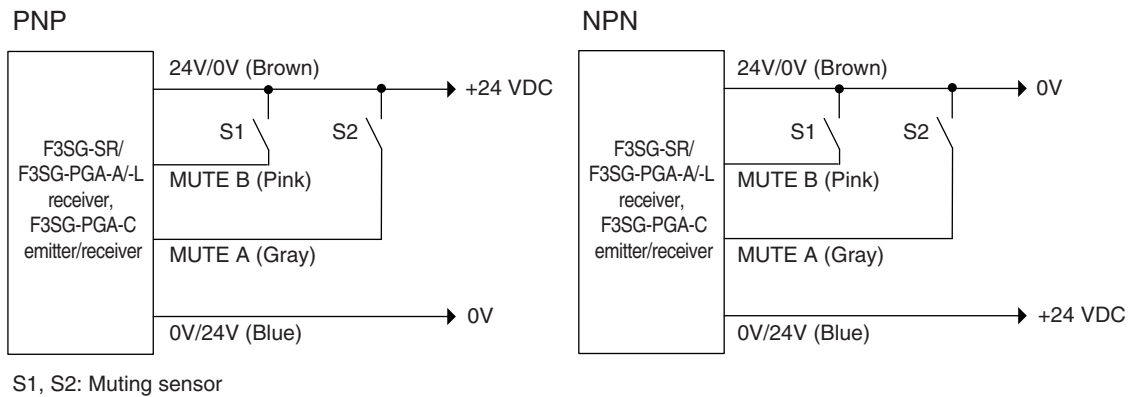 PNP
24V/0V (Brown)
+24 VDC
S1
S2
F3SG-SR/
F3SG-PGA-A/-L
receiver,
F3SG-PGA-C
emitter/receiver
MUTE B (Pink)
MUTE A (Gray)
0V
0V/24V (Blue)
NPN
24V/0V (Brown)
0V
S1
S2
F3SG-SR/
F3SG-PGA-A/-L
receiver,
F3SG-PGA-C
emitter/receiver
MUTE B (Pink)
MUTE A (Gray)
+24 VDC
0V/24V (Blue)
S1, S2: Muting sensor